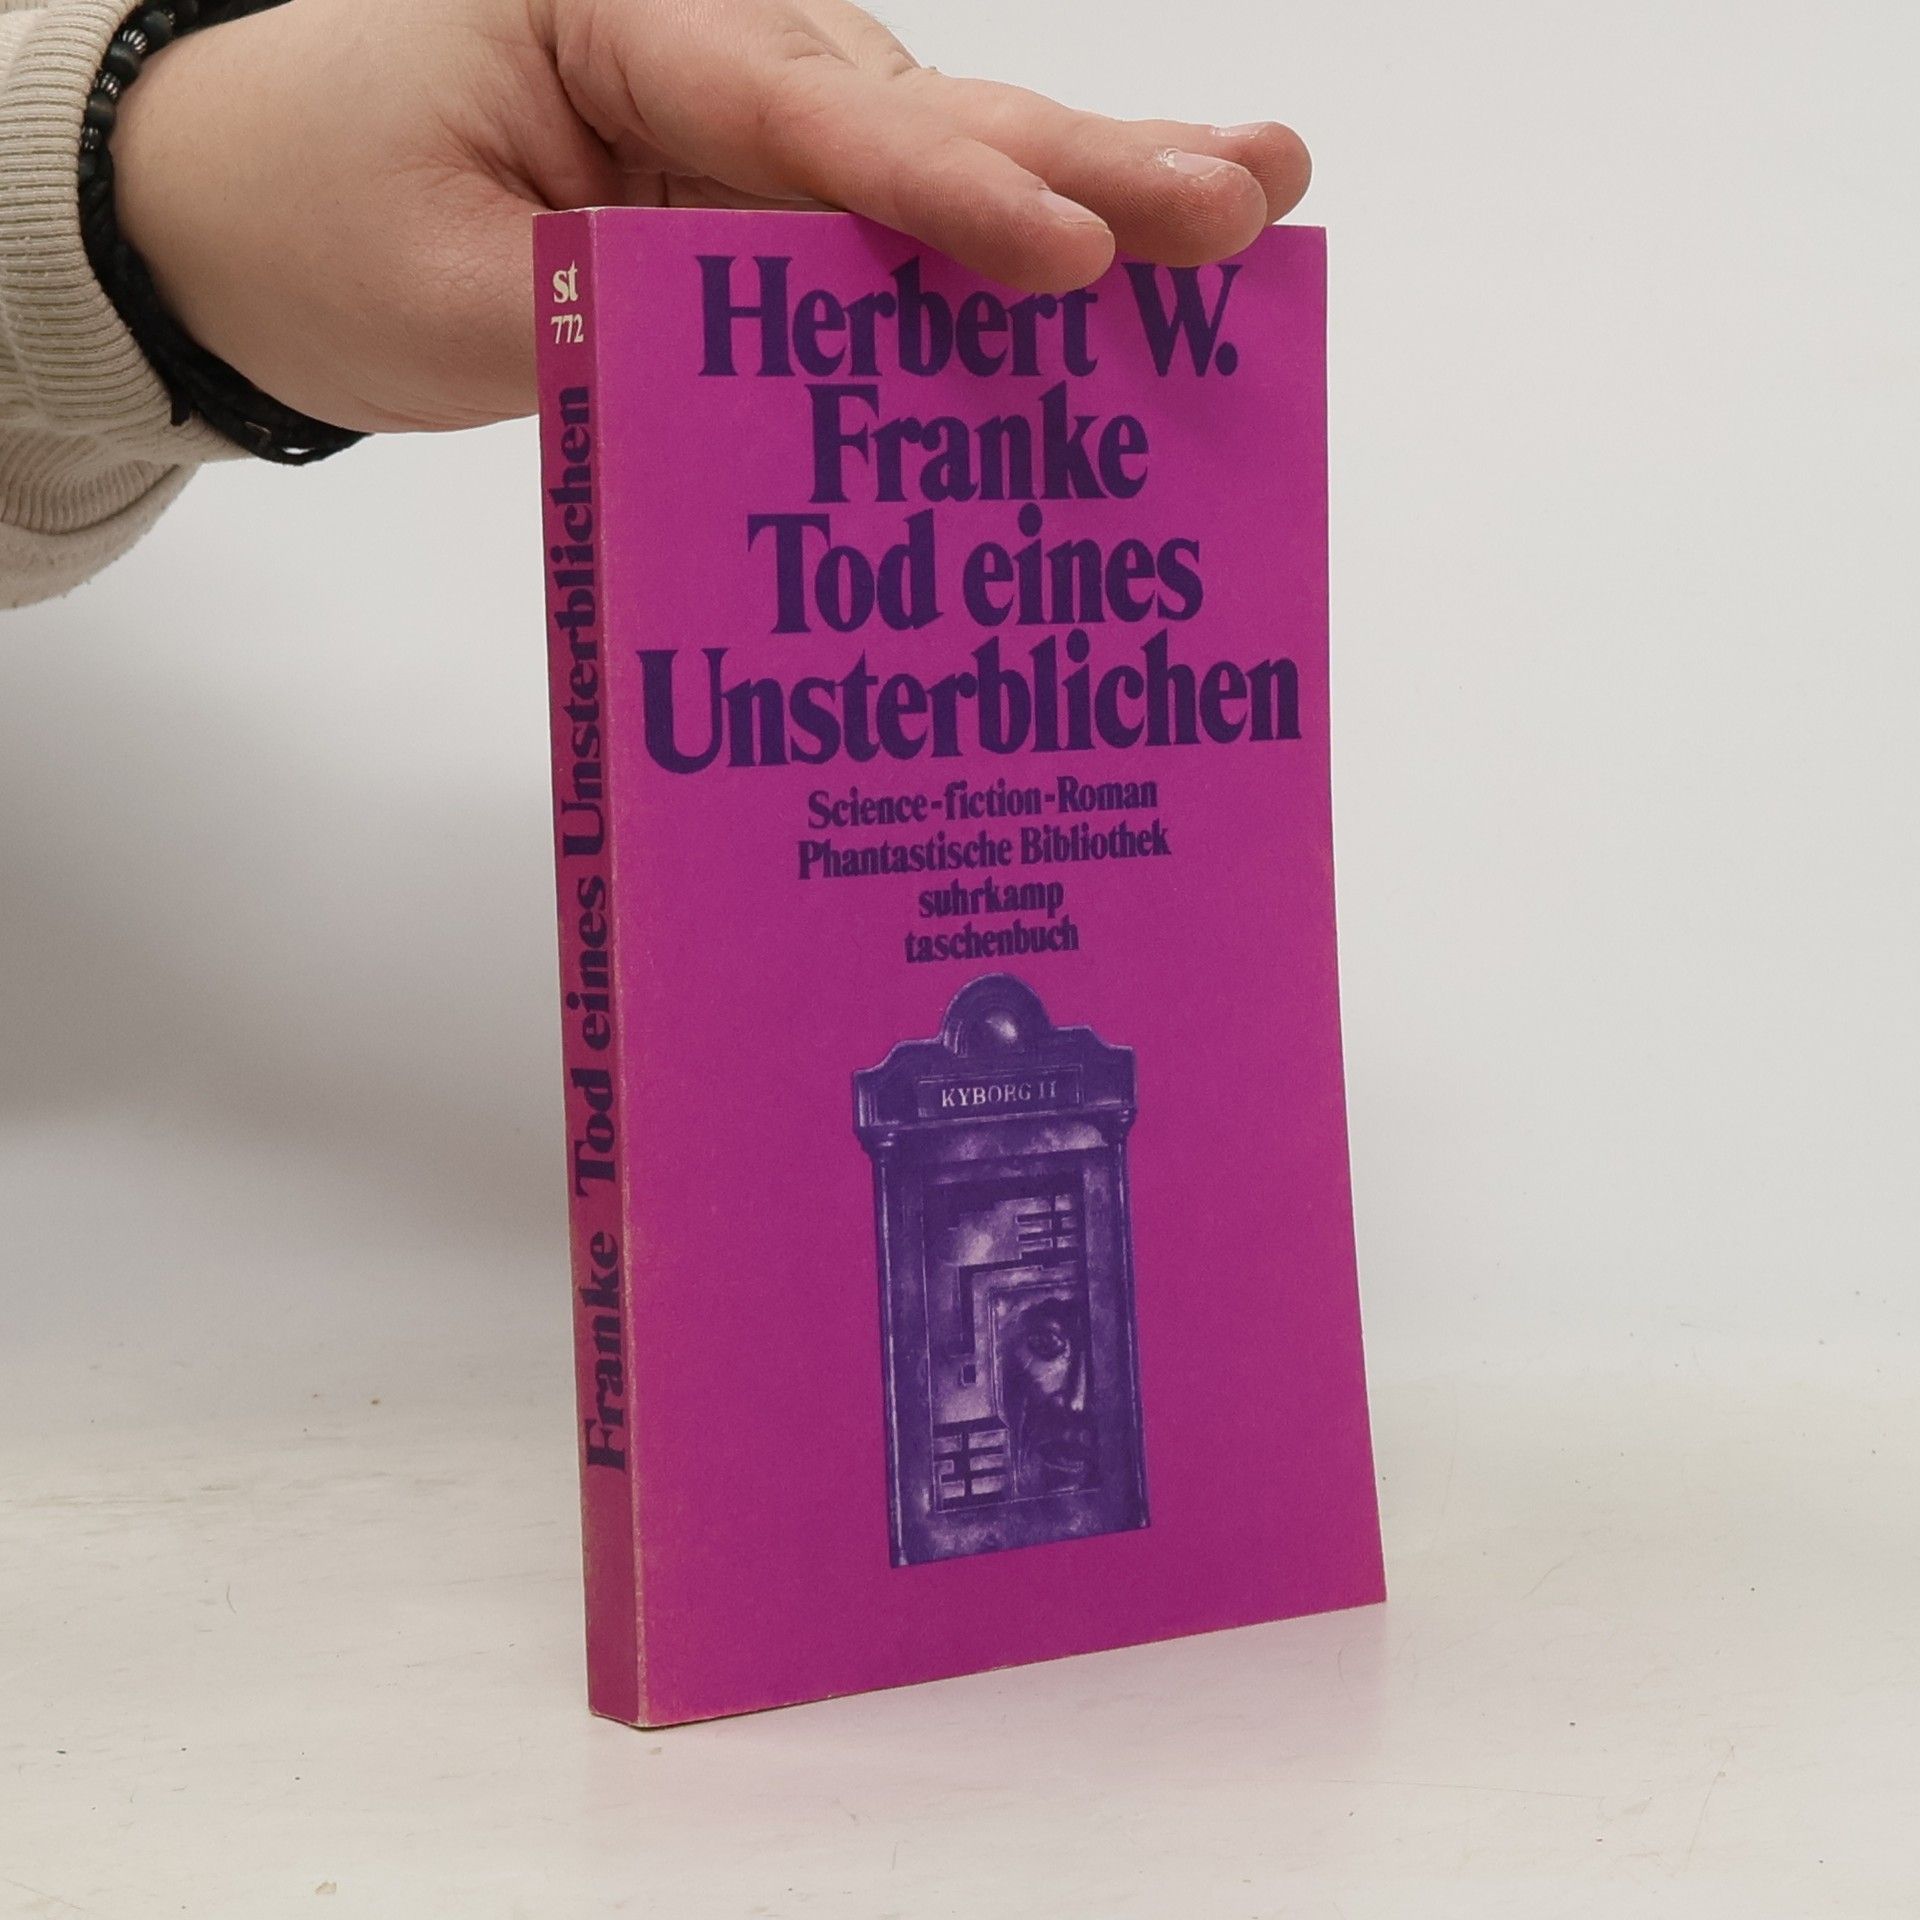 st
772
Franke Tod eines Unsterblichen
Herbert W.
Franke
Tod eines
Unsterblichen
Science-fiction-Roman
Phantastische Bibliothek
suhrkamp
taschenbuch
KYBORG II